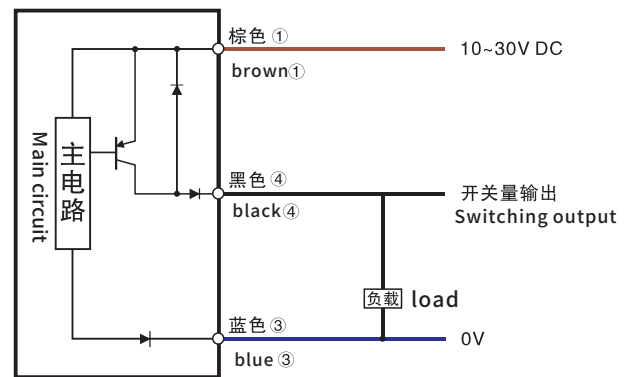 棕色 ①
10~30V DC
brown①
主电路
Main circuit
黑色 ④
开关量输出
black④
Switching output
负载 load
蓝色 ③
0V
blue ③